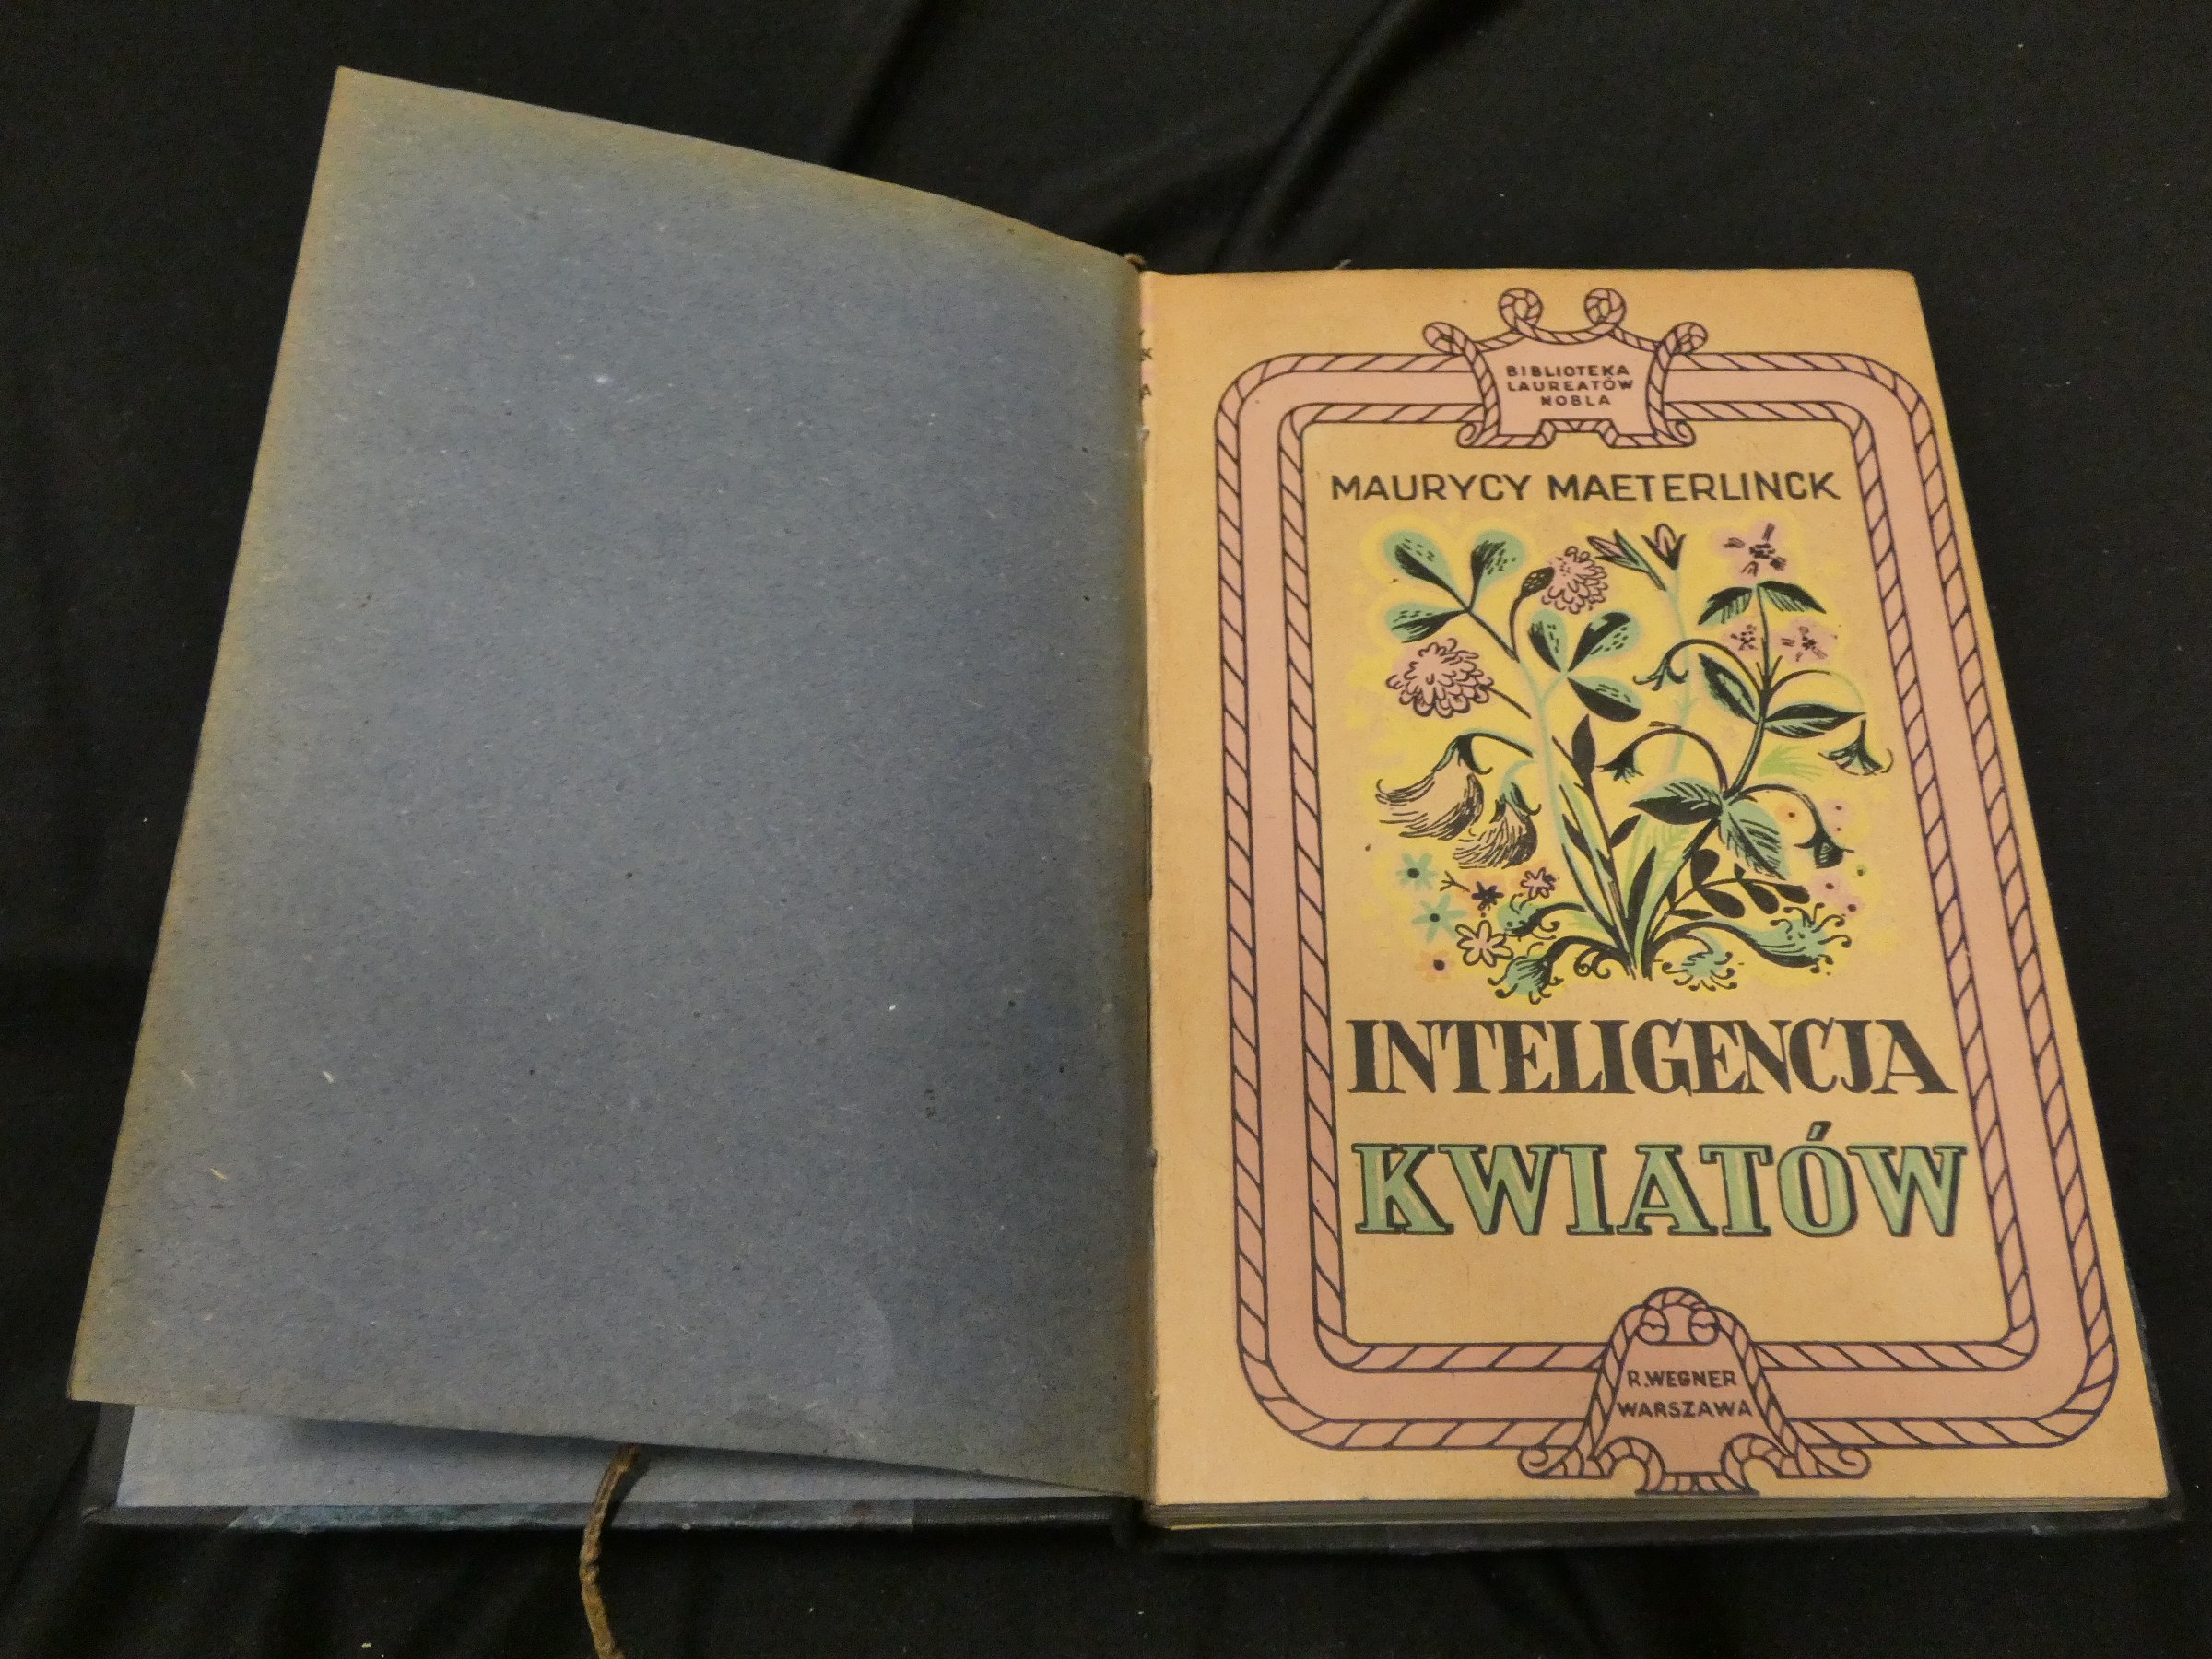 BIBLIOTEKA
LAUREATÓW
NOBLA
MAURYCY MAETERLINCK
INTELIGENCJA
KWIATÓW
R. WEGNER
WARSZAWA